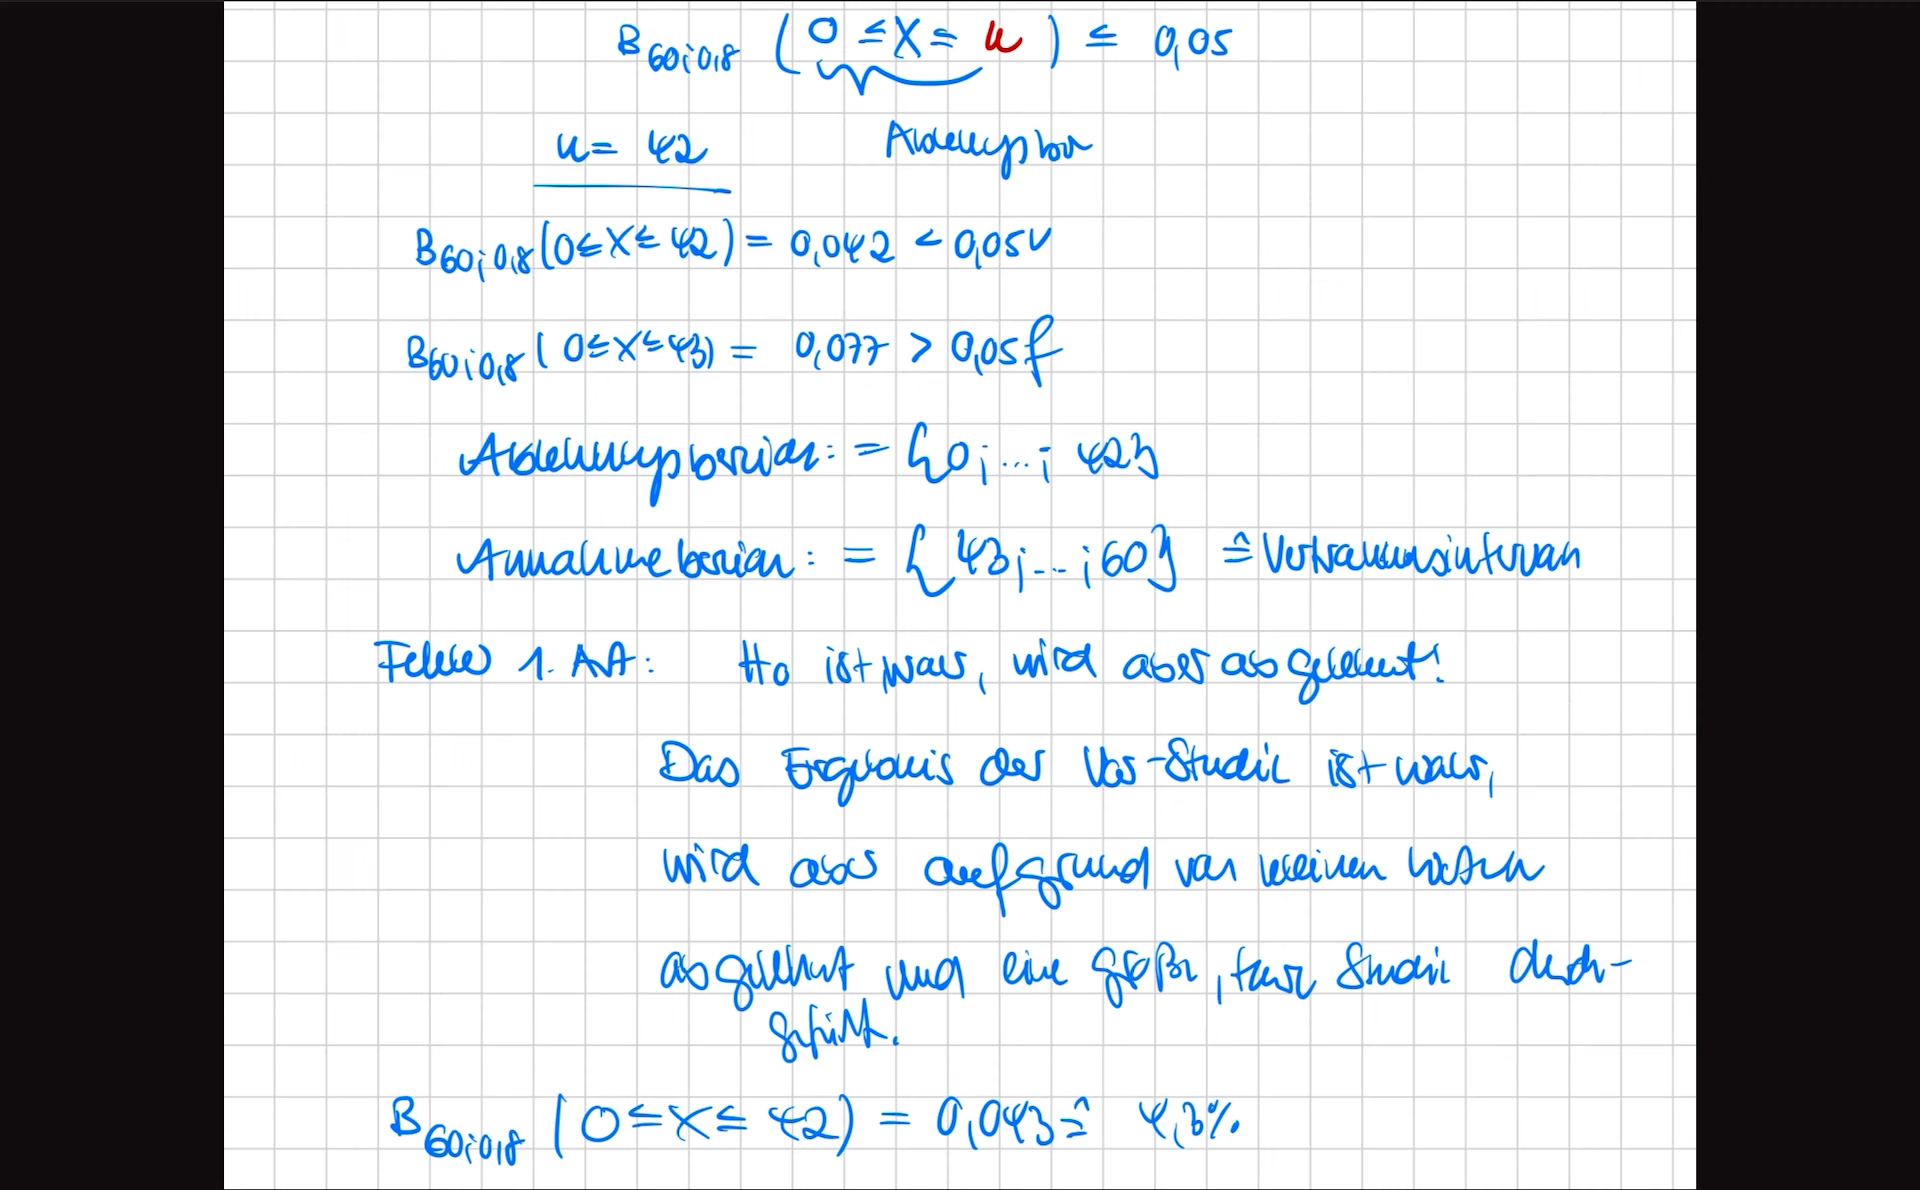 B60;0,8 (0 ≤ X ≤ k) ≤ 0,05
k = 42 Ablehnungsber
B60;0,8 (0 ≤ X ≤ 42) = 0,042 < 0,05 ✓
B60;0,8 (0 ≤ X ≤ 43) = 0,077 > 0,05 f
Ablehnungsbereich: = {0; ...; 42}
Annahmebereich: = {43; ...; 60} ≙ Vertrauensintervall
Fehler 1. Art: H0 ist wahr, wird aber abgelehnt!
Das Ergebnis der Vor-Studie ist wahr,
wird aber aufgrund von kleinen Werten
abgelehnt und eine große, teure Studie durch-
geführt.
B60;0,8 (0 ≤ X ≤ 42) = 0,043 ≙ 4,3%